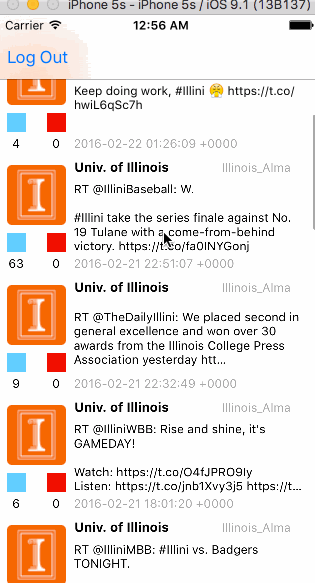 iPhone 5s - iPhone 5s / iOS 9.1 (13B137)
Carrier 12:56 AM
Log Out
Keep doing work, #Illini 😤 https://t.co/
hwiL6qSc7h
4 0 2016-02-22 01:26:09 +0000
Univ. of Illinois Illinois_Alma
RT @IlliniBaseball: W.
#Illini take the series finale against No.
19 Tulane with a come-from-behind
victory. https://t.co/fa0INYGonj
63 0 2016-02-21 22:51:07 +0000
Univ. of Illinois Illinois_Alma
RT @TheDailyIllini: We placed second in
general excellence and won over 30
awards from the Illinois College Press
Association yesterday htt...
9 0 2016-02-21 22:32:49 +0000
Univ. of Illinois Illinois_Alma
RT @IlliniWBB: Rise and shine, it's
GAMEDAY!
Watch: https://t.co/O4fJPRO9Iy
Listen: https://t.co/jnb1Xvy3j5 https://t...
6 0 2016-02-21 18:01:20 +0000
Univ. of Illinois Illinois_Alma
RT @IlliniMBB: #Illini vs. Badgers
TONIGHT.